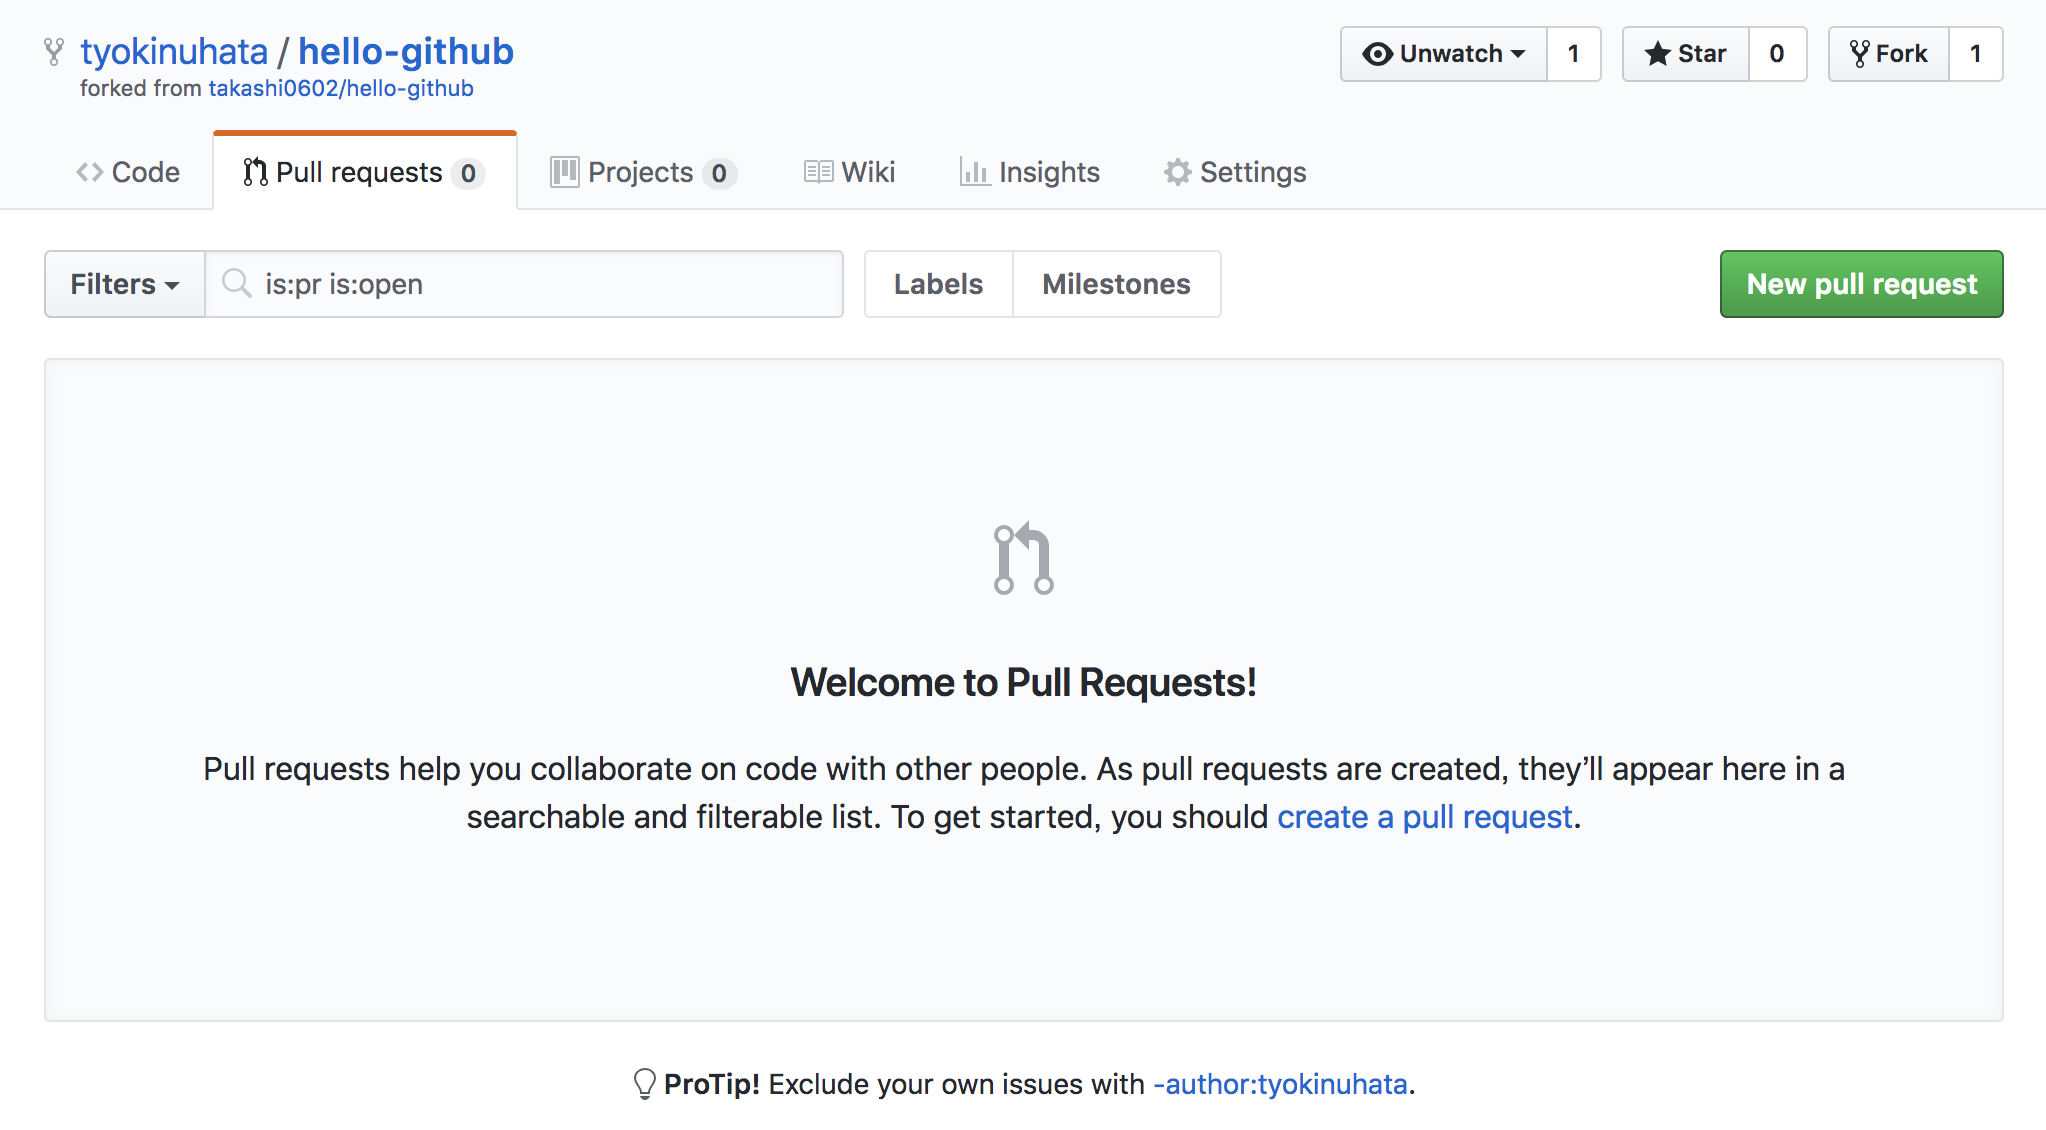 tyokinuhata / hello-github
forked from takashi0602/hello-github
Unwatch 1 Star 0 Fork 1
Code Pull requests 0 Projects 0 Wiki Insights Settings
Filters is:pr is:open Labels Milestones New pull request
Welcome to Pull Requests!
Pull requests help you collaborate on code with other people. As pull requests are created, they’ll appear here in a
searchable and filterable list. To get started, you should create a pull request.
ProTip! Exclude your own issues with -author:tyokinuhata.